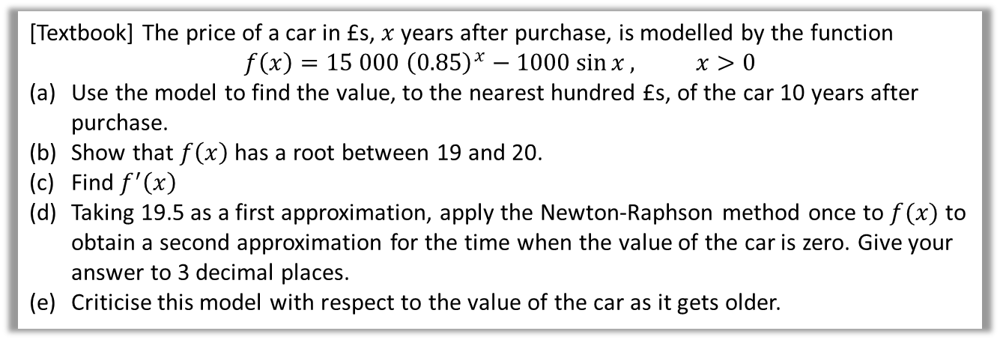 [Textbook] The price of a car in £s, x years after purchase, is modelled by the function
f(x) = 15 000 (0.85)^x − 1000 sin x ,     x > 0
(a) Use the model to find the value, to the nearest hundred £s, of the car 10 years after
purchase.
(b) Show that f(x) has a root between 19 and 20.
(c) Find f′(x)
(d) Taking 19.5 as a first approximation, apply the Newton-Raphson method once to f(x) to
obtain a second approximation for the time when the value of the car is zero. Give your
answer to 3 decimal places.
(e) Criticise this model with respect to the value of the car as it gets older.